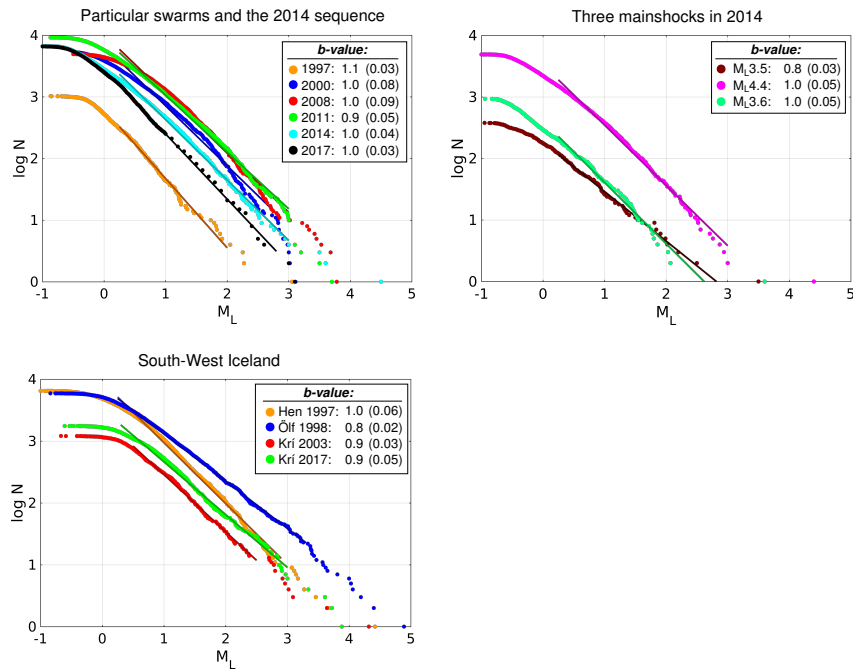 Particular swarms and the 2014 sequence
b-value:
1997: 1.1 (0.03)
2000: 1.0 (0.08)
2008: 1.0 (0.09)
2011: 0.9 (0.05)
2014: 1.0 (0.04)
2017: 1.0 (0.03)
log N
4
3
2
1
0
-1 0 1 2 3 4 5
M_L
Three mainshocks in 2014
b-value:
M_L3.5: 0.8 (0.03)
M_L4.4: 1.0 (0.05)
M_L3.6: 1.0 (0.05)
log N
4
3
2
1
0
-1 0 1 2 3 4 5
M_L
South-West Iceland
b-value:
Hen 1997: 1.0 (0.06)
Ölf 1998: 0.8 (0.02)
Krí 2003: 0.9 (0.03)
Krí 2017: 0.9 (0.05)
log N
4
3
2
1
0
-1 0 1 2 3 4 5
M_L